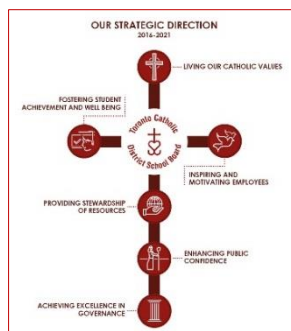 OUR STRATEGIC DIRECTION
2016-2021
LIVING OUR CATHOLIC VALUES
FOSTERING STUDENT
ACHIEVEMENT AND WELL BEING
Toronto Catholic
District School Board
INSPIRING AND
MOTIVATING EMPLOYEES
PROVIDING STEWARDSHIP
OF RESOURCES
ENHANCING PUBLIC
CONFIDENCE
ACHIEVING EXCELLENCE IN
GOVERNANCE